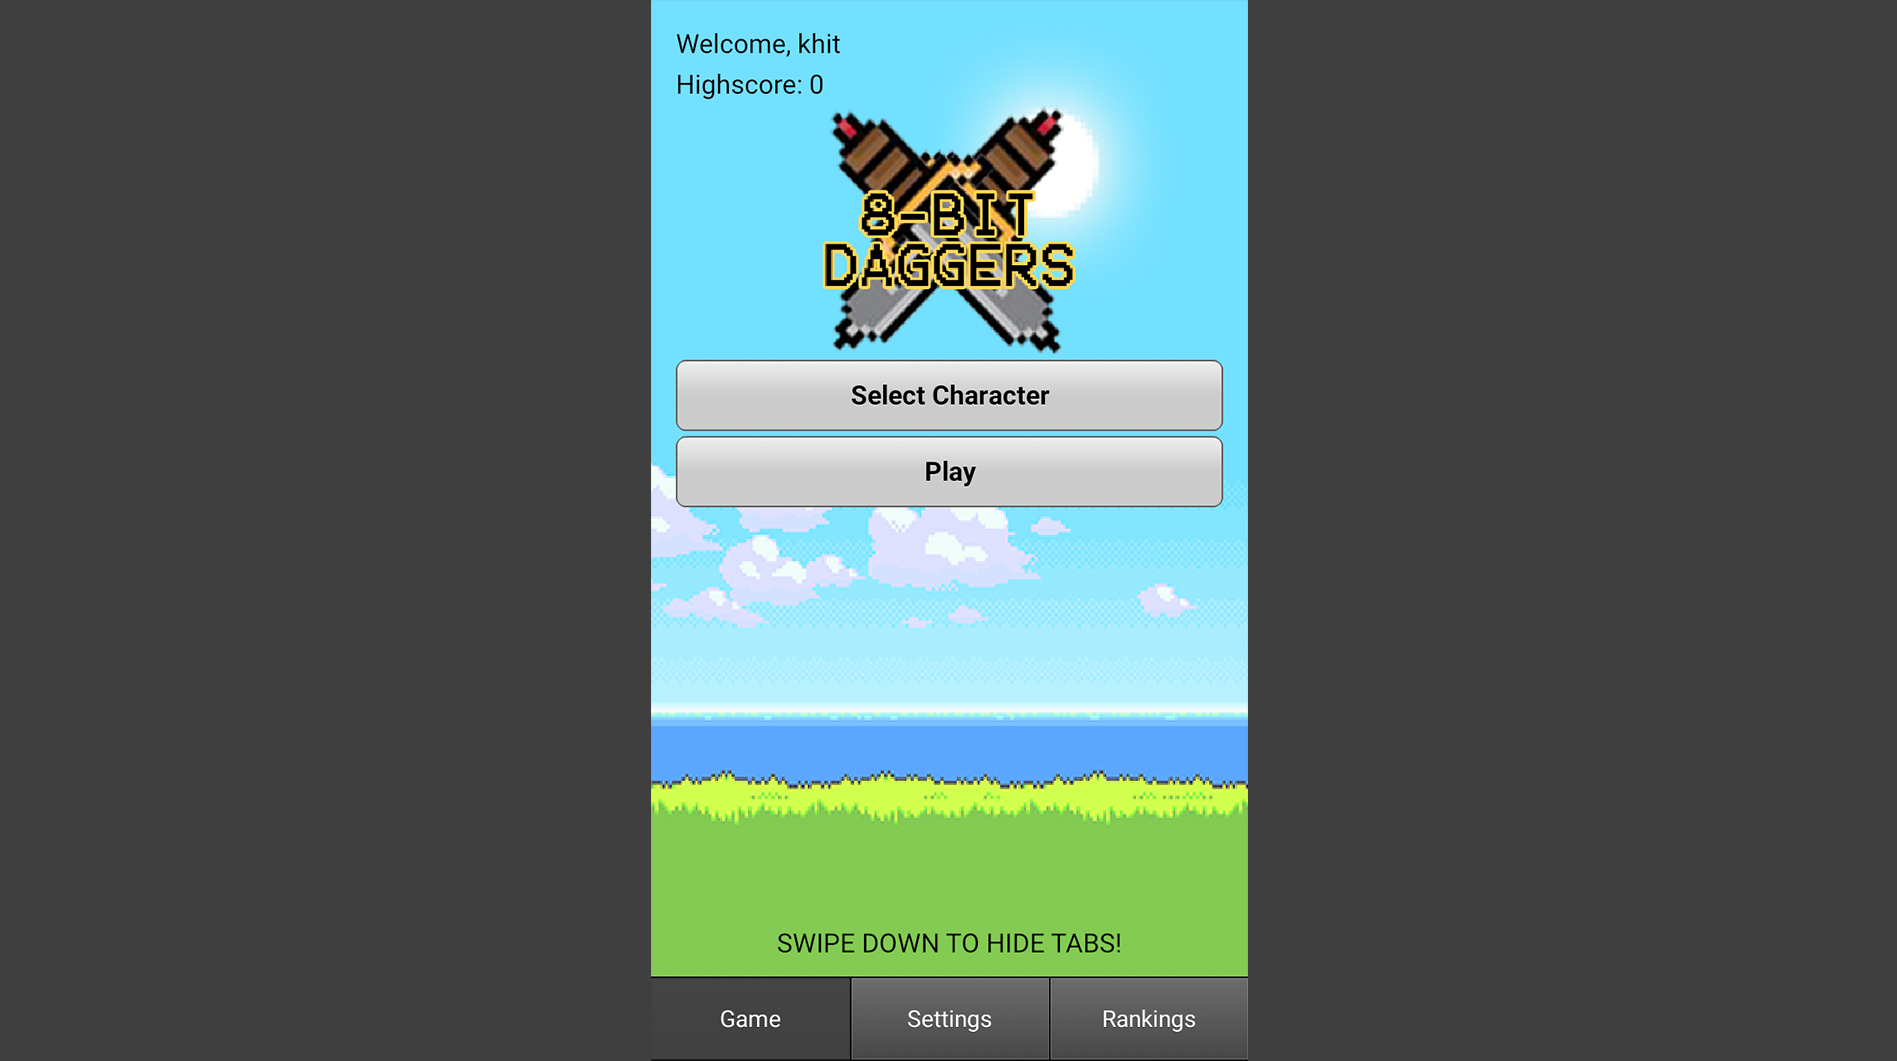 Welcome, khit
Highscore: 0
8-BIT
DAGGERS
Select Character
Play
SWIPE DOWN TO HIDE TABS!
Game
Settings
Rankings